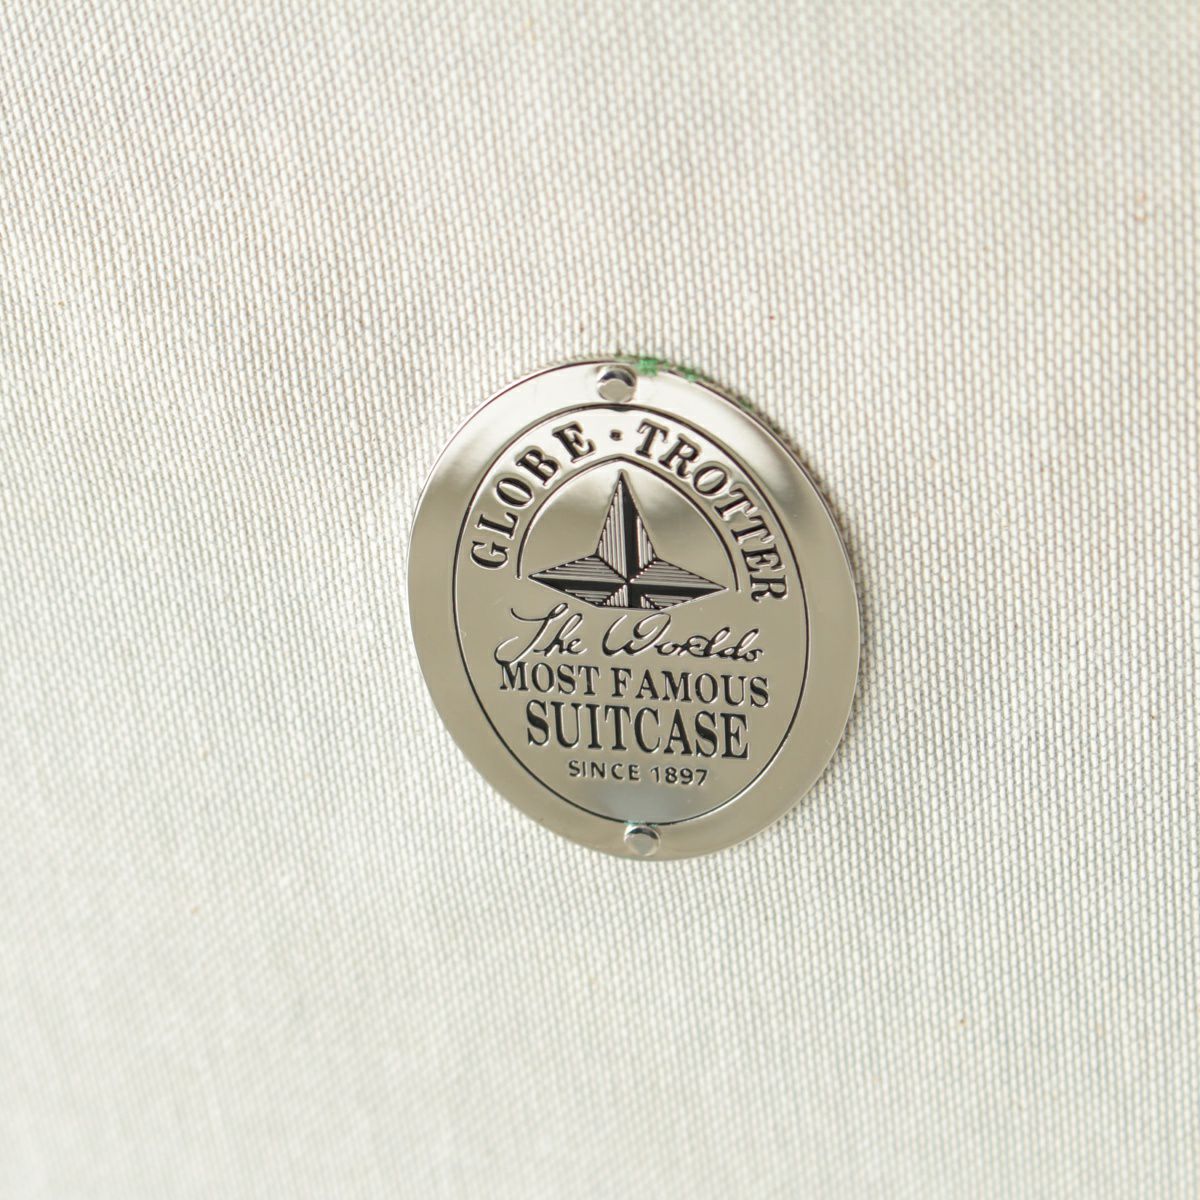 GLOBE · TROTTER
The Worlds
MOST FAMOUS
SUITCASE
SINCE 1897